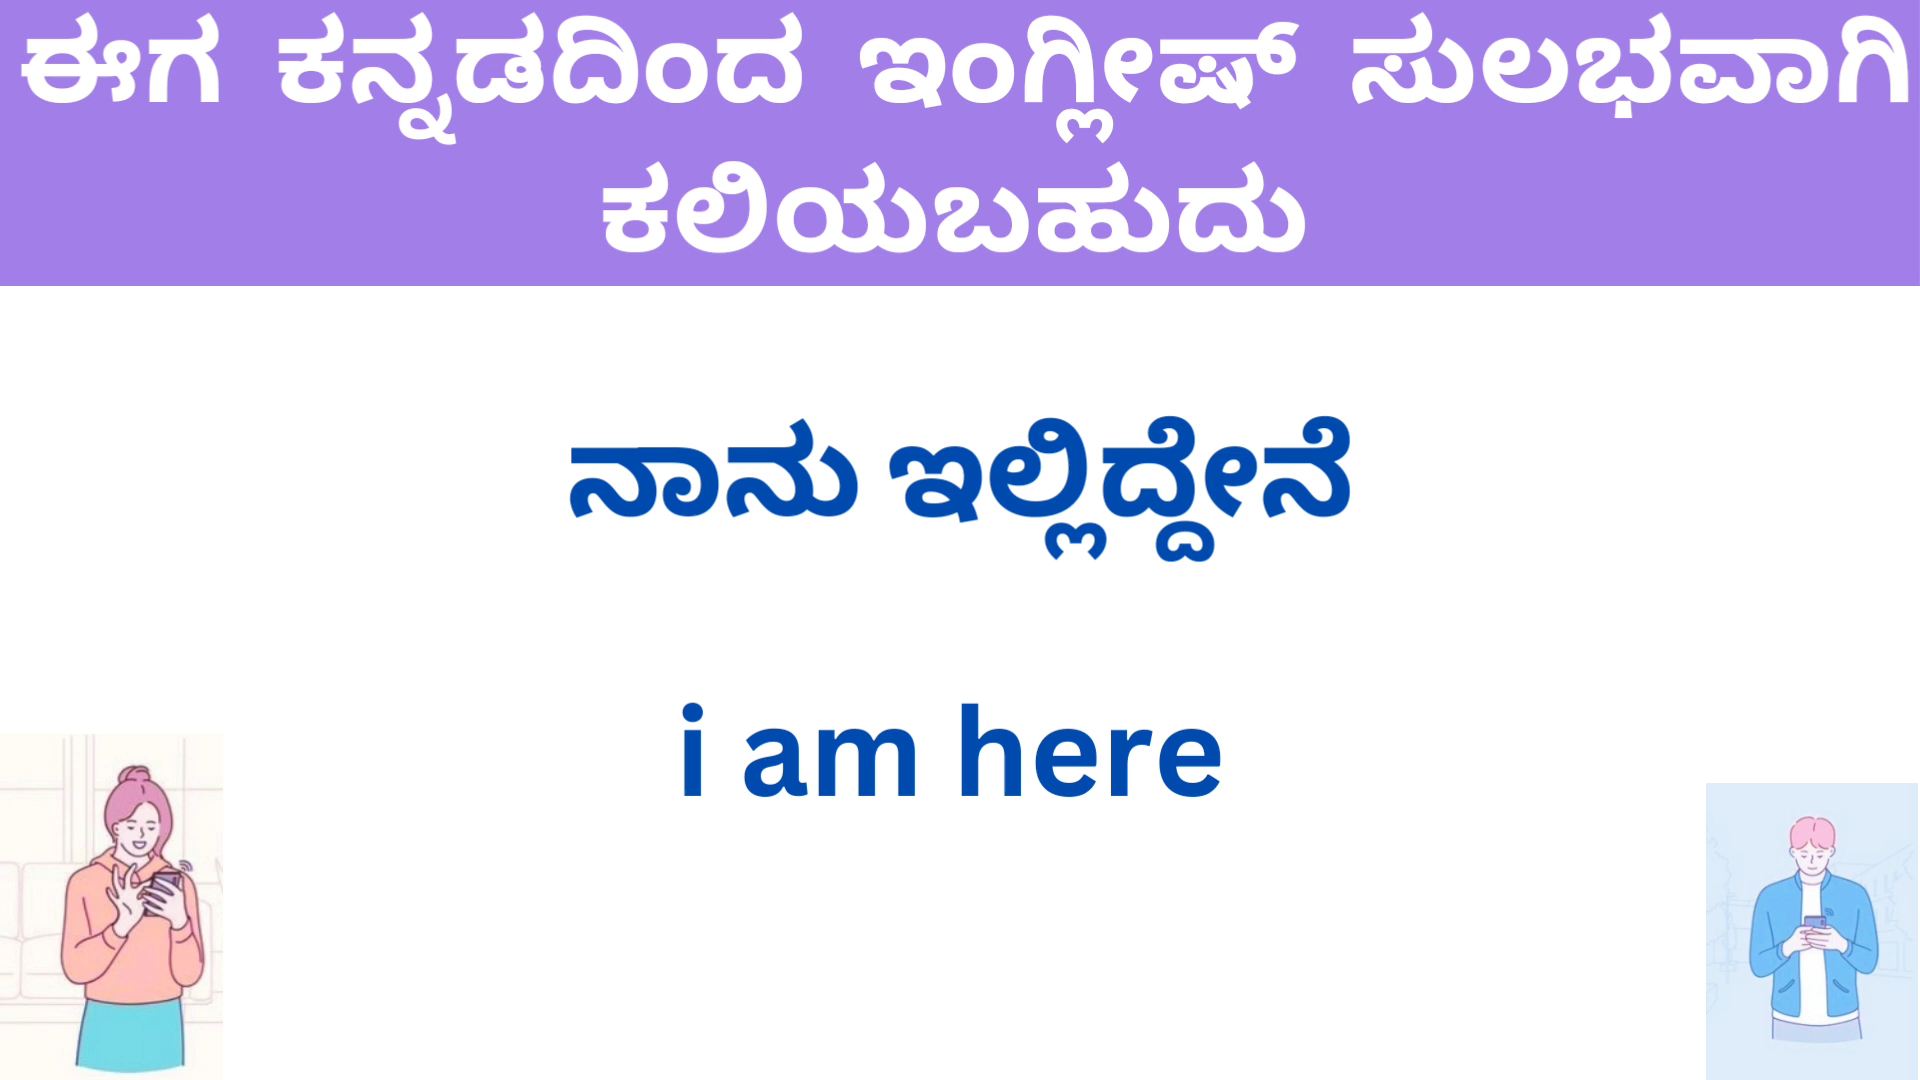 ಈಗ ಕನ್ನಡದಿಂದ ಇಂಗ್ಲೀಷ್ ಸುಲಭವಾಗಿ
ಕಲಿಯಬಹುದು
ನಾನು ಇಲ್ಲಿದ್ದೇನೆ
i am here